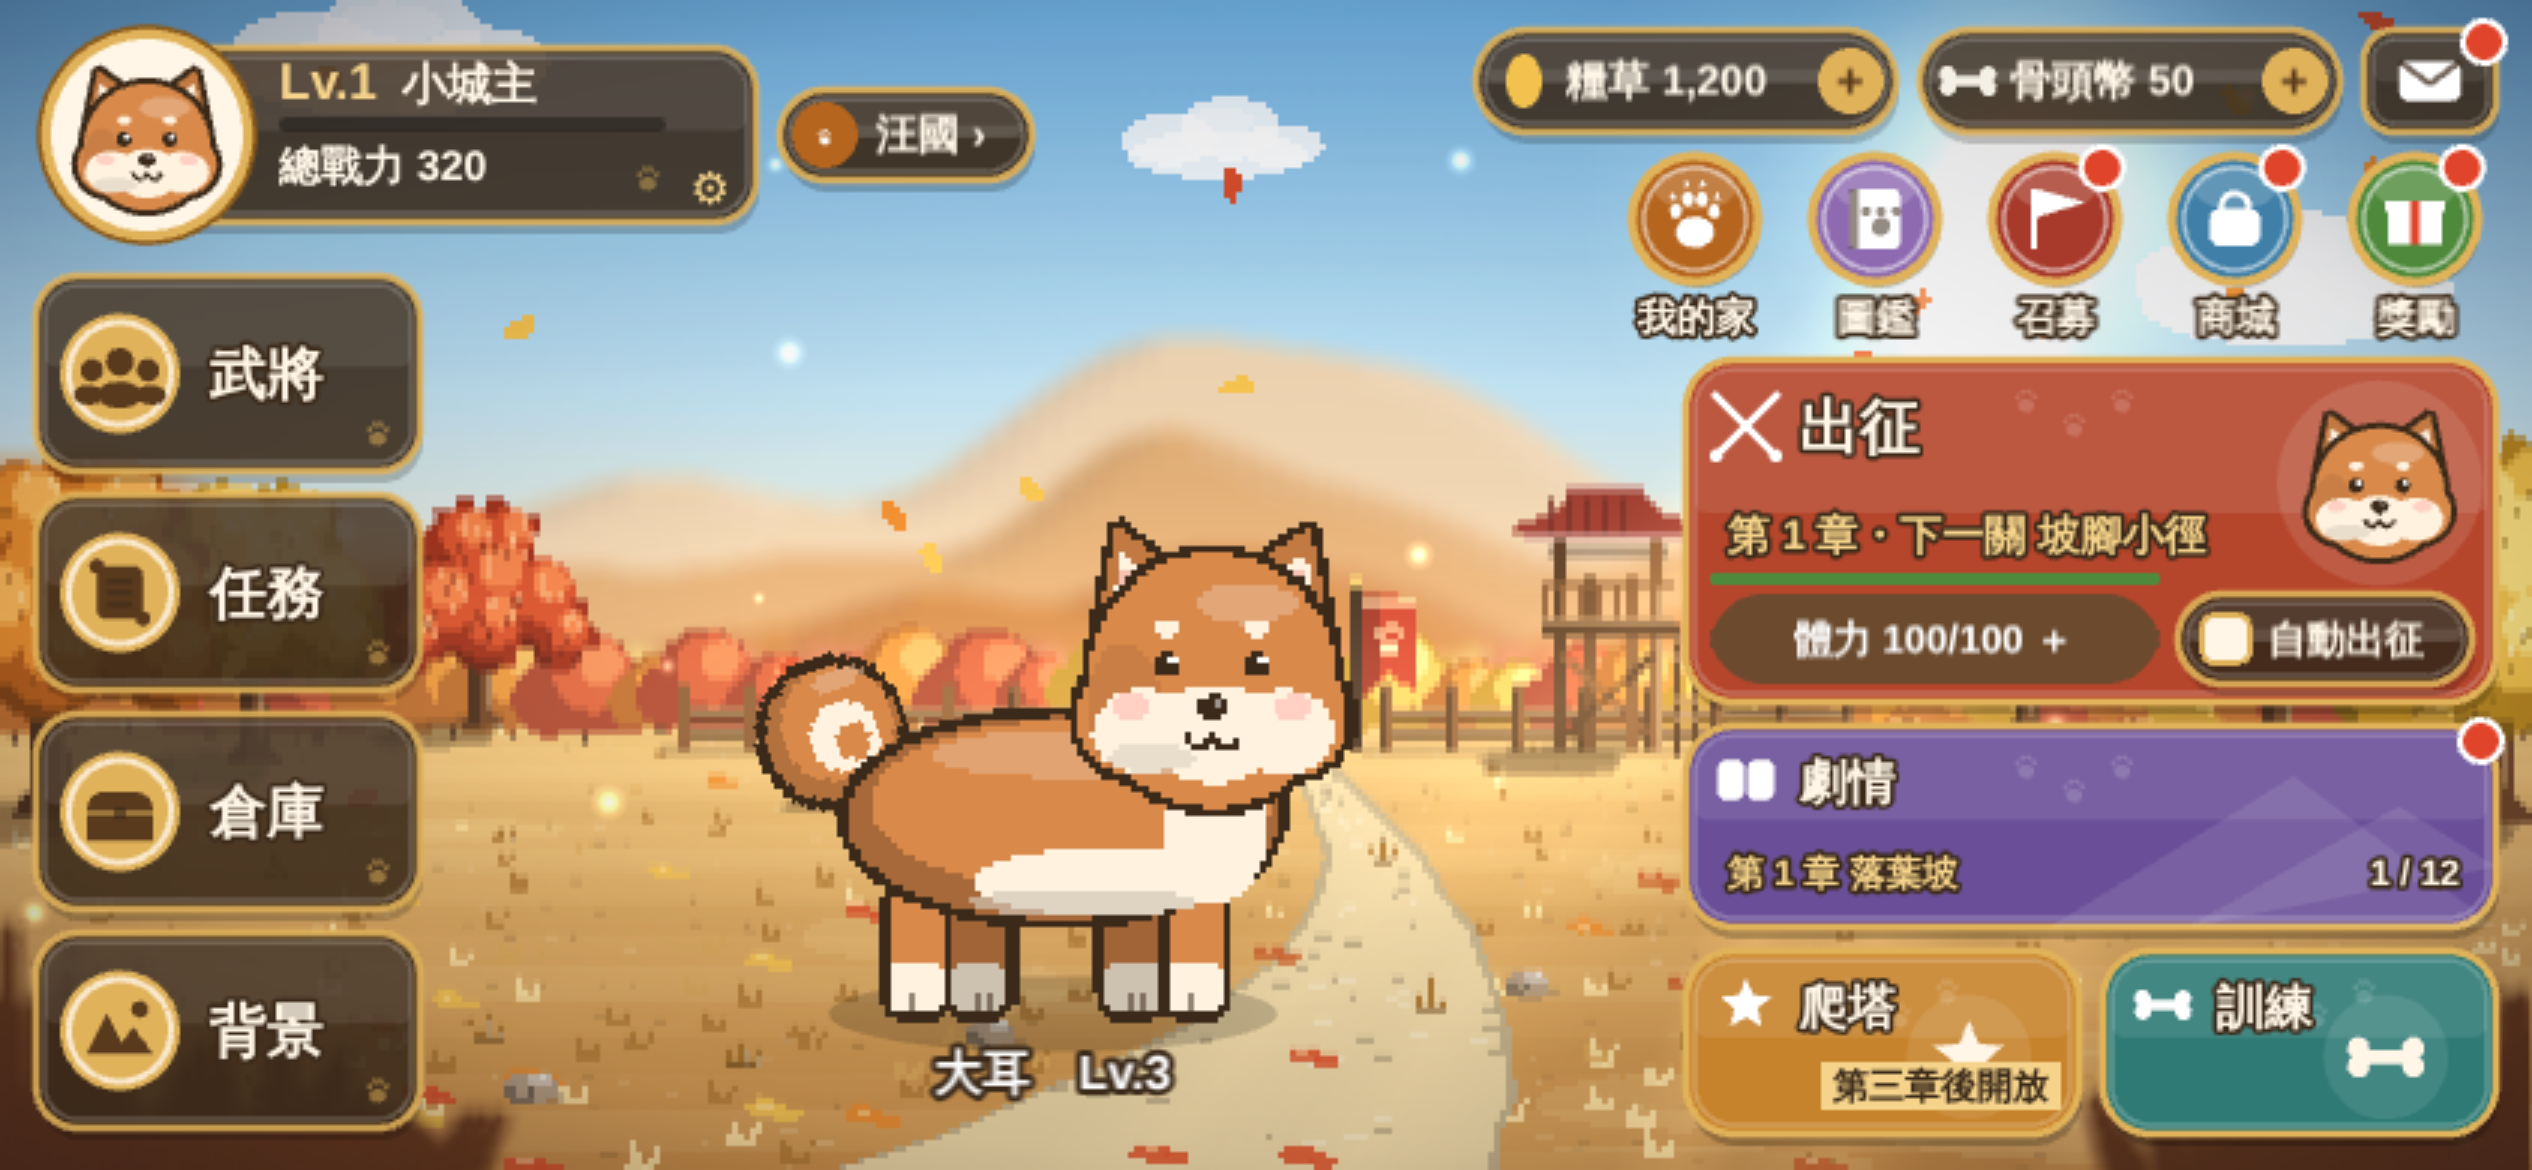 Lv.1 小城主
總戰力 320
汪國 ›
糧草 1,200 +
骨頭幣 50 +
我的家
圖鑑
召募
商城
獎勵
武將
任務
倉庫
背景
出征
第 1 章・下一關 坡腳小徑
體力 100/100 +
自動出征
劇情
第 1 章 落葉坡
1 / 12
爬塔
第三章後開放
訓練
大耳 Lv.3